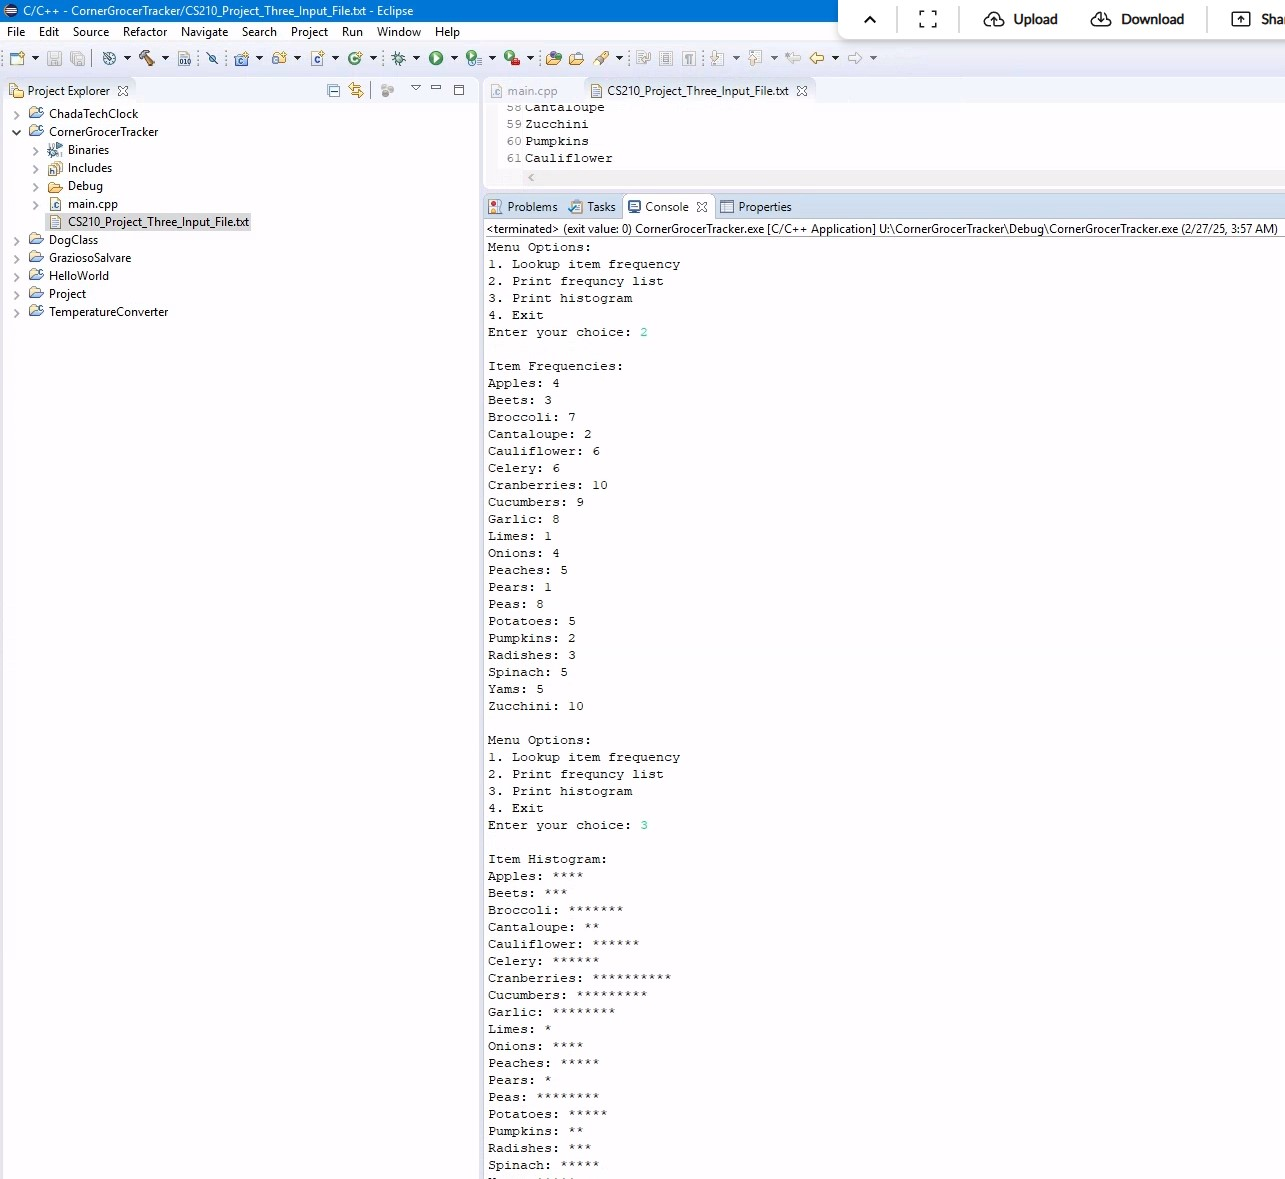 C/C++ - CornerGrocerTracker/CS210_Project_Three_Input_File.txt - Eclipse
Upload Download
File Edit Source Refactor Navigate Search Project Run Window Help
Project Explorer
ChadaTechClock
CornerGrocerTracker
Binaries
Includes
Debug
main.cpp
CS210_Project_Three_Input_File.txt
DogClass
GraziosoSalvare
HelloWorld
Project
TemperatureConverter
main.cpp CS210_Project_Three_Input_File.txt
58 Cantaloupe
59 Zucchini
60 Pumpkins
61 Cauliflower
Problems Tasks Console Properties
<terminated> (exit value: 0) CornerGrocerTracker.exe [C/C++ Application] U:\CornerGrocerTracker\Debug\CornerGrocerTracker.exe (2/27/25, 3:57 AM)
Menu Options:
1. Lookup item frequency
2. Print frequncy list
3. Print histogram
4. Exit
Enter your choice: 2
Item Frequencies:
Apples: 4
Beets: 3
Broccoli: 7
Cantaloupe: 2
Cauliflower: 6
Celery: 6
Cranberries: 10
Cucumbers: 9
Garlic: 8
Limes: 1
Onions: 4
Peaches: 5
Pears: 1
Peas: 8
Potatoes: 5
Pumpkins: 2
Radishes: 3
Spinach: 5
Yams: 5
Zucchini: 10
Menu Options:
1. Lookup item frequency
2. Print frequncy list
3. Print histogram
4. Exit
Enter your choice: 3
Item Histogram:
Apples: ****
Beets: ***
Broccoli: *******
Cantaloupe: **
Cauliflower: ******
Celery: ******
Cranberries: **********
Cucumbers: *********
Garlic: ********
Limes: *
Onions: ****
Peaches: *****
Pears: *
Peas: ********
Potatoes: *****
Pumpkins: **
Radishes: ***
Spinach: *****